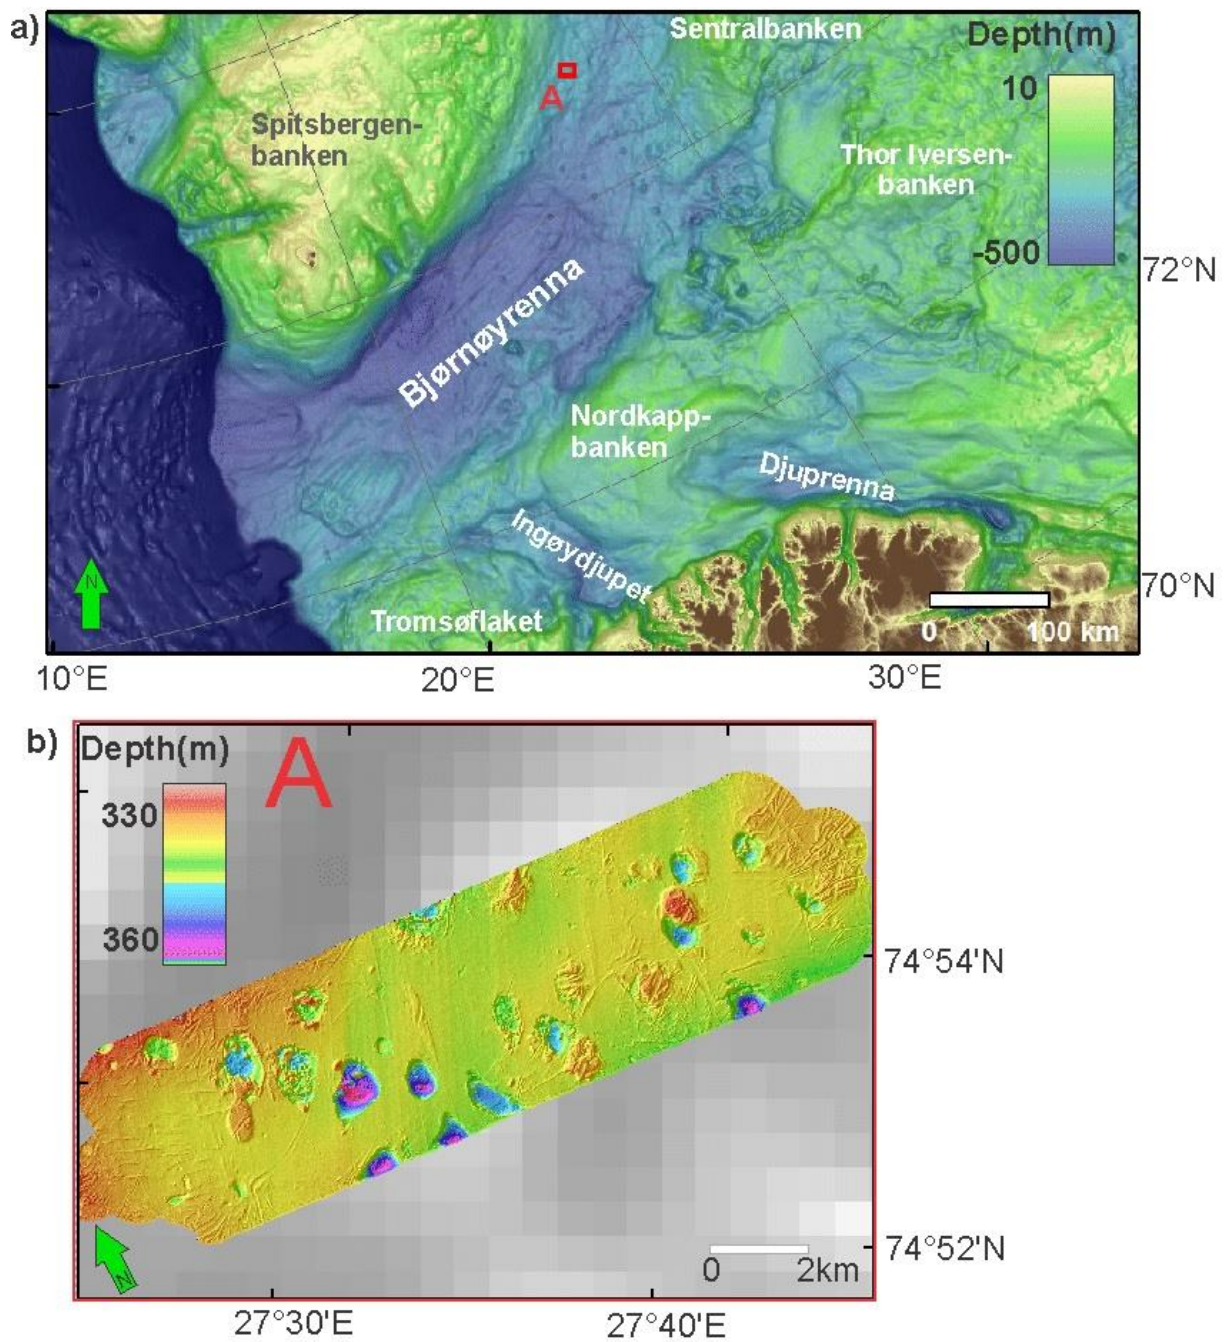 a)
Sentralbanken
Depth(m)
10
-500
A
Spitsbergen-
banken
Thor Iversen-
banken
72°N
Bjørnøyrenna
Nordkapp-
banken
Djuprenna
Ingøydjupet
N
Tromsøflaket
0 100 km
70°N
10°E 20°E 30°E
b)
Depth(m)
A
330
360
74°54'N
N
0 2km
74°52'N
27°30'E 27°40'E